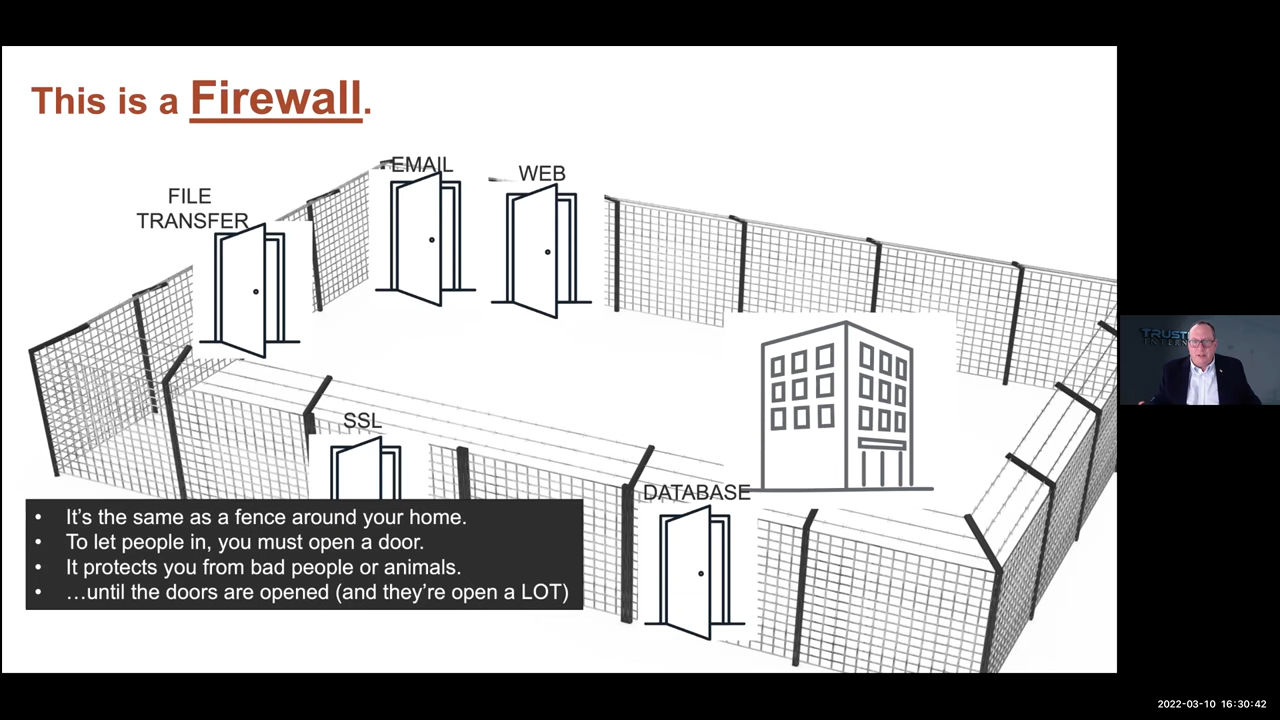 This is a Firewall.
EMAIL
WEB
FILE
TRANSFER
SSL
DATABASE
• It’s the same as a fence around your home.
• To let people in, you must open a door.
• It protects you from bad people or animals.
• …until the doors are opened (and they’re open a LOT)
2022-03-10 16:30:42